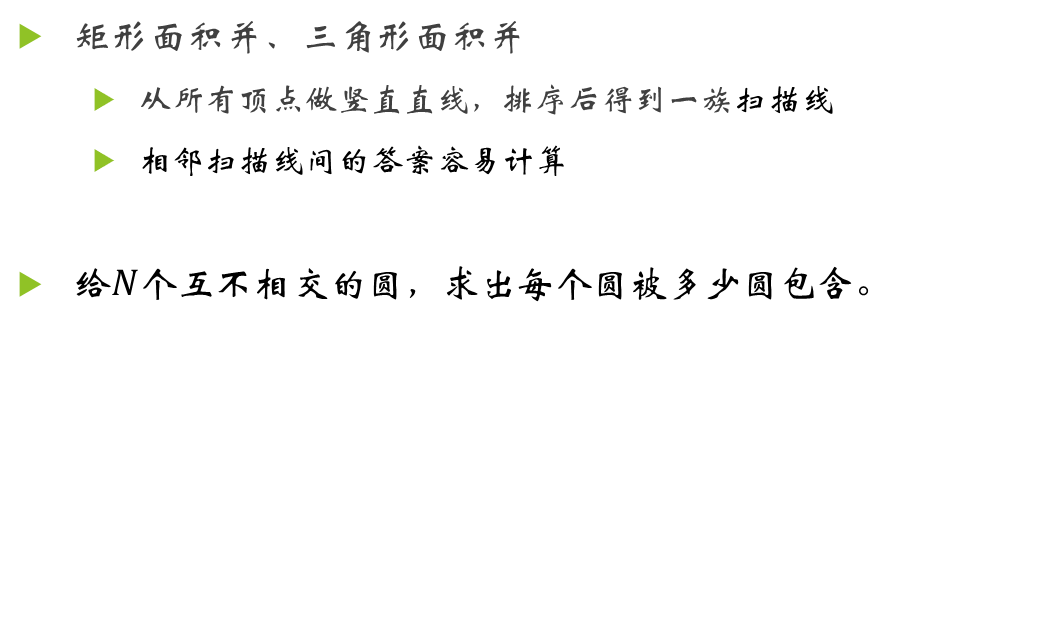 矩形面积并、三角形面积并
从所有顶点做竖直直线，排序后得到一族扫描线
相邻扫描线间的答案容易计算
给N个互不相交的圆，求出每个圆被多少圆包含。